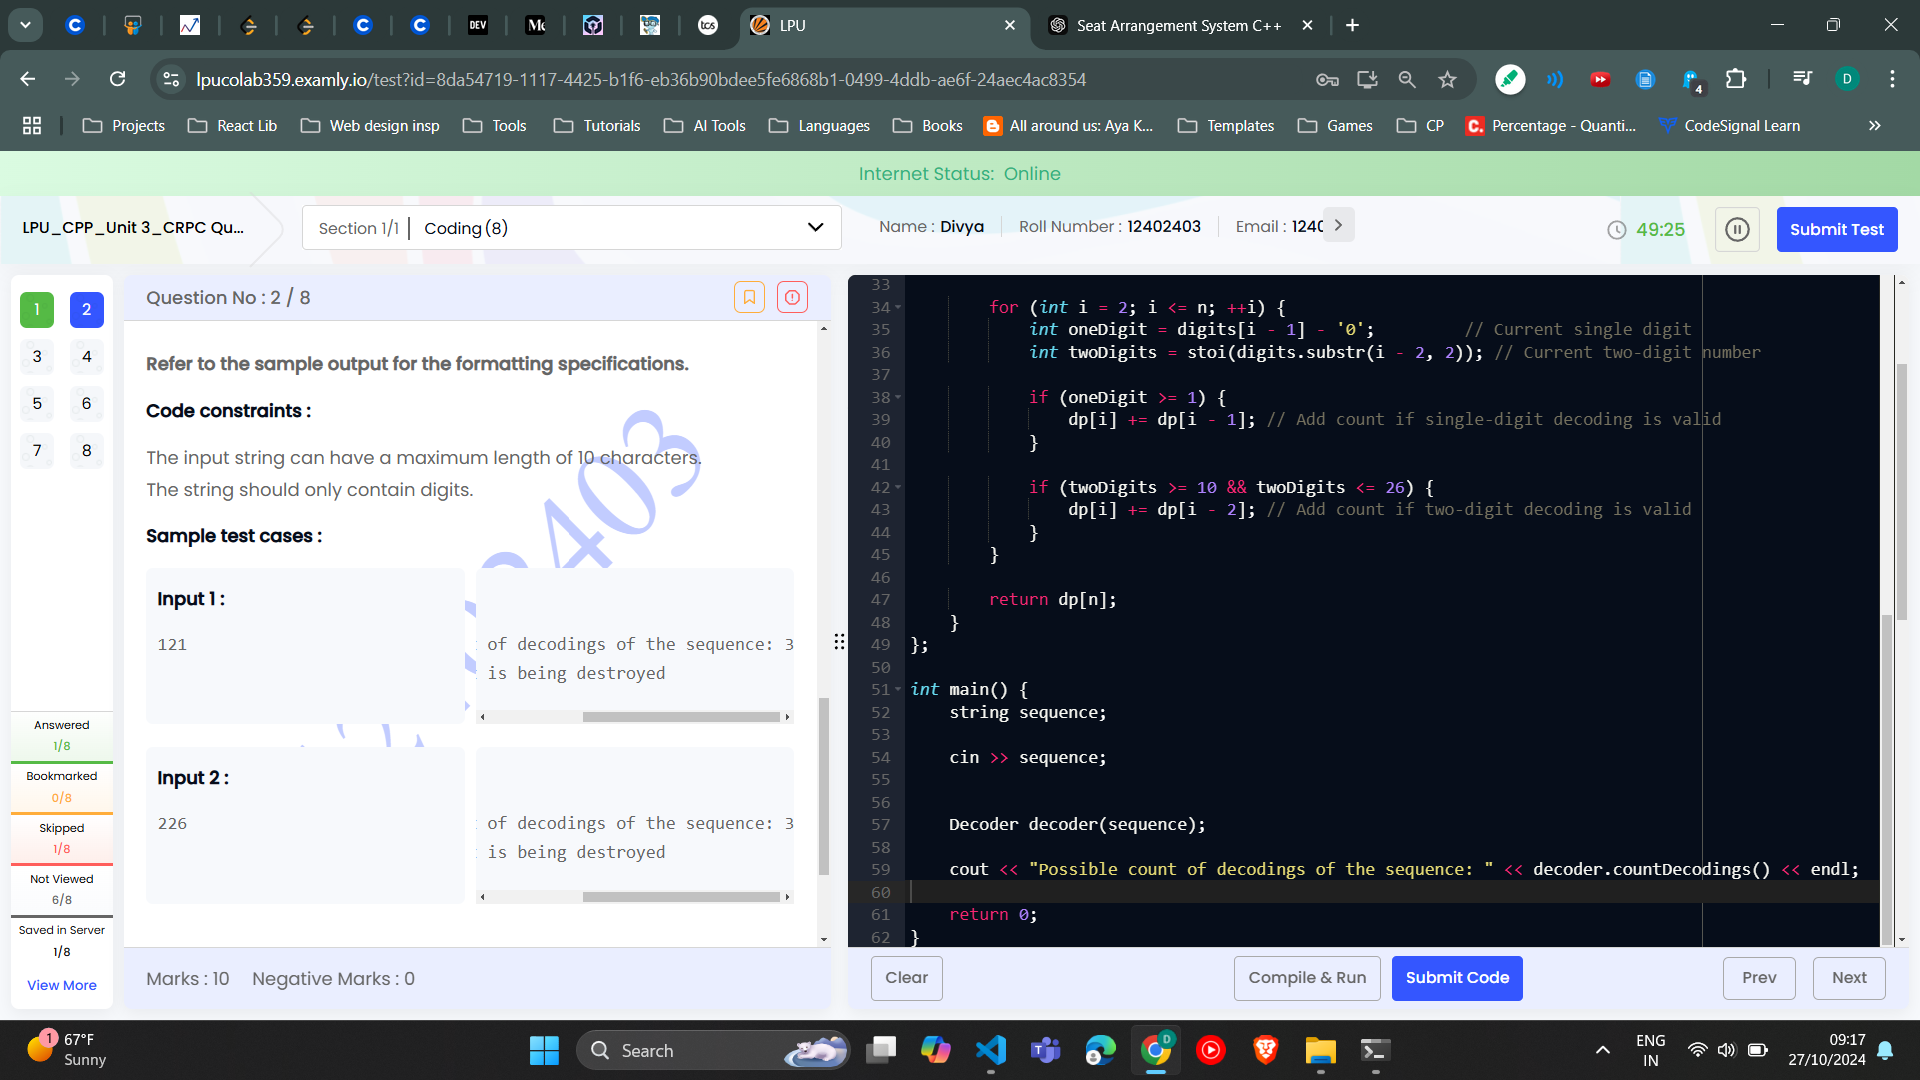 LPU
Seat Arrangement System C++
lpucolab359.examly.io/test?id=8da54719-1117-4425-b1f6-eb36b90bdee5fe6868b1-0499-4ddb-ae6f-24aec4ac8354
Projects
React Lib
Web design insp
Tools
Tutorials
AI Tools
Languages
Books
All around us: Aya K...
Templates
Games
CP
Percentage - Quanti...
CodeSignal Learn
Internet Status: Online
LPU_CPP_Unit 3_CRPC Qu...
Section 1/1 | Coding (8)
Name : Divya
Roll Number : 12402403
Email : 1240
49:25
Submit Test
1 2
3 4
5 6
7 8
Answered
1/8
Bookmarked
0/8
Skipped
1/8
Not Viewed
6/8
Saved in Server
1/8
View More
Question No : 2 / 8
Refer to the sample output for the formatting specifications.
Code constraints :
The input string can have a maximum length of 10 characters.
The string should only contain digits.
Sample test cases :
Input 1 :
121
of decodings of the sequence: 3
is being destroyed
Input 2 :
226
of decodings of the sequence: 3
is being destroyed
Marks : 10 Negative Marks : 0
33
34 for (int i = 2; i <= n; ++i) {
35 int oneDigit = digits[i - 1] - '0'; // Current single digit
36 int twoDigits = stoi(digits.substr(i - 2, 2)); // Current two-digit number
37
38 if (oneDigit >= 1) {
39 dp[i] += dp[i - 1]; // Add count if single-digit decoding is valid
40 }
41
42 if (twoDigits >= 10 && twoDigits <= 26) {
43 dp[i] += dp[i - 2]; // Add count if two-digit decoding is valid
44 }
45 }
46
47 return dp[n];
48 }
49 };
50
51 int main() {
52 string sequence;
53
54 cin >> sequence;
55
56
57 Decoder decoder(sequence);
58
59 cout << "Possible count of decodings of the sequence: " << decoder.countDecodings() << endl;
60
61 return 0;
62 }
Clear
Compile & Run
Submit Code
Prev
Next
67°F
Sunny
Search
ENG
IN
09:17
27/10/2024